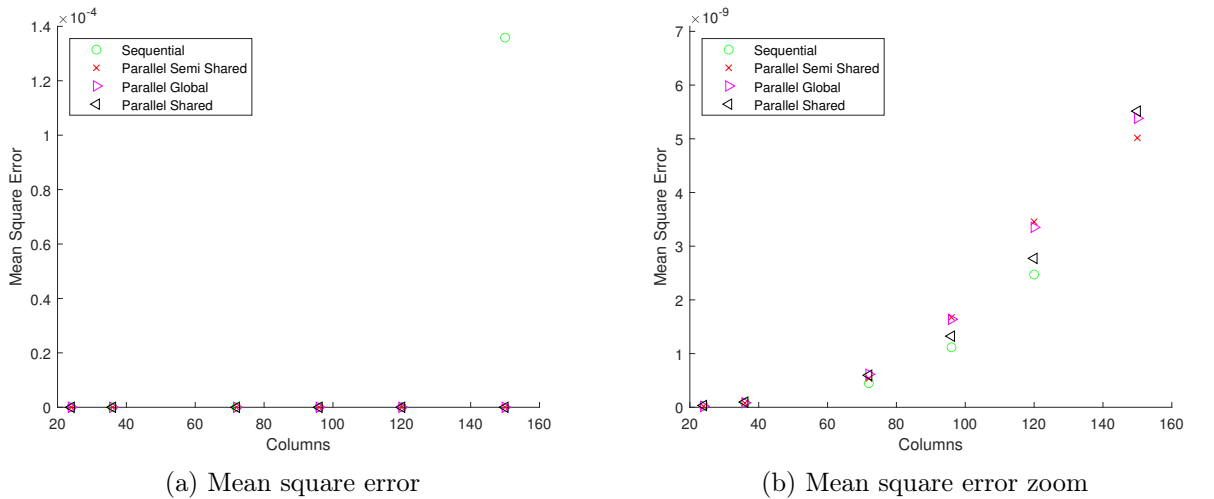 ×10^-4
1.4
1.2
1
0.8
0.6
0.4
0.2
0
Mean Square Error
Sequential
Parallel Semi Shared
Parallel Global
Parallel Shared
20 40 60 80 100 120 140 160
Columns
(a) Mean square error
×10^-9
7
6
5
4
3
2
1
0
Mean Square Error
Sequential
Parallel Semi Shared
Parallel Global
Parallel Shared
20 40 60 80 100 120 140 160
Columns
(b) Mean square error zoom